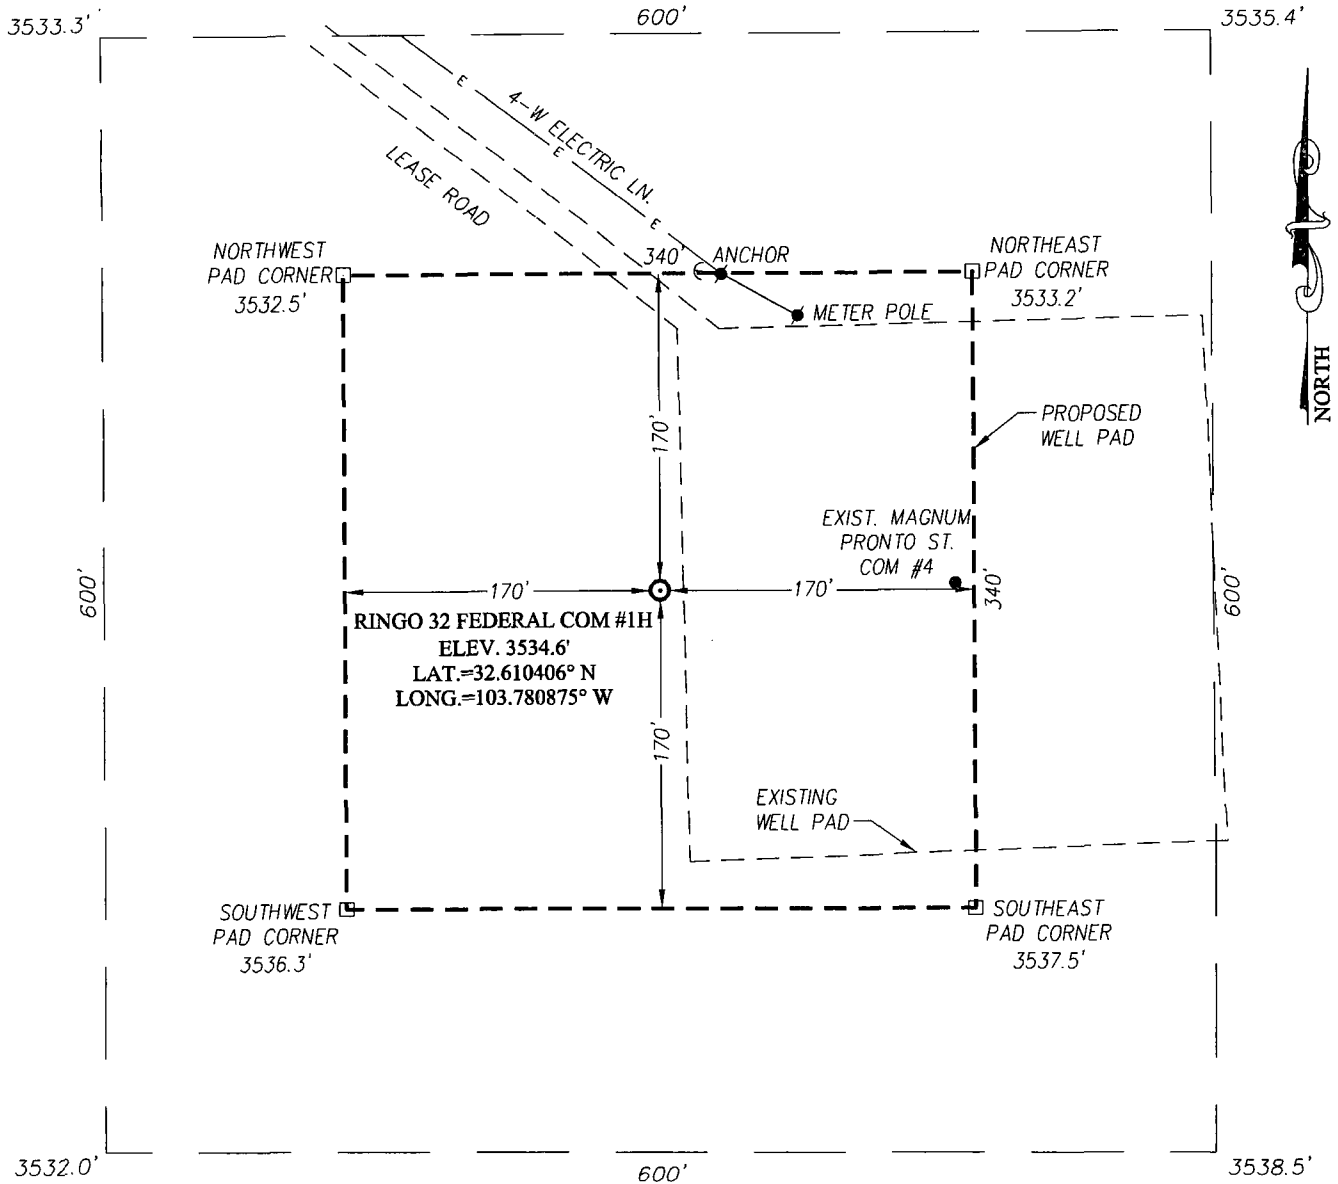 3533.3'
600'
3535.4'
E
4-W ELECTRIC LN.
E
E
LEASE ROAD
NORTHWEST
PAD CORNER
3532.5'
340'
ANCHOR
NORTHEAST
PAD CORNER
3533.2'
METER POLE
NORTH
170'
PROPOSED
WELL PAD
EXIST. MAGNUM
PRONTO ST.
COM #4
600'
170'
170'
340'
600'
RINGO 32 FEDERAL COM #1H
ELEV. 3534.6'
LAT.=32.610406° N
LONG.=103.780875° W
170'
EXISTING
WELL PAD
SOUTHWEST
PAD CORNER
3536.3'
SOUTHEAST
PAD CORNER
3537.5'
3532.0'
600'
3538.5'